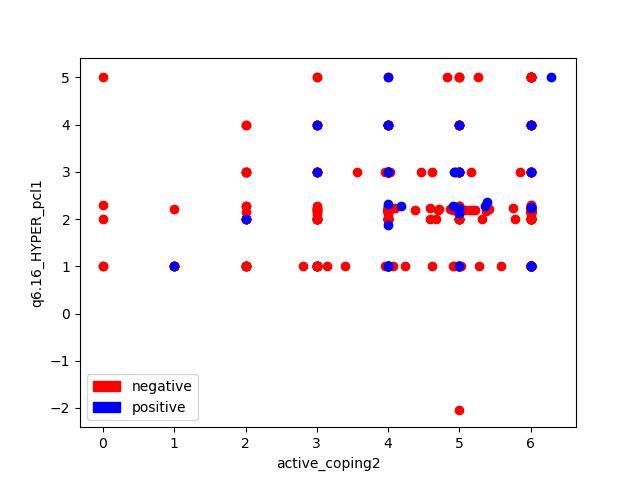 5
4
3
2
1
0
−1
−2
q6.16_HYPER_pcl1
negative
positive
0 1 2 3 4 5 6
active_coping2